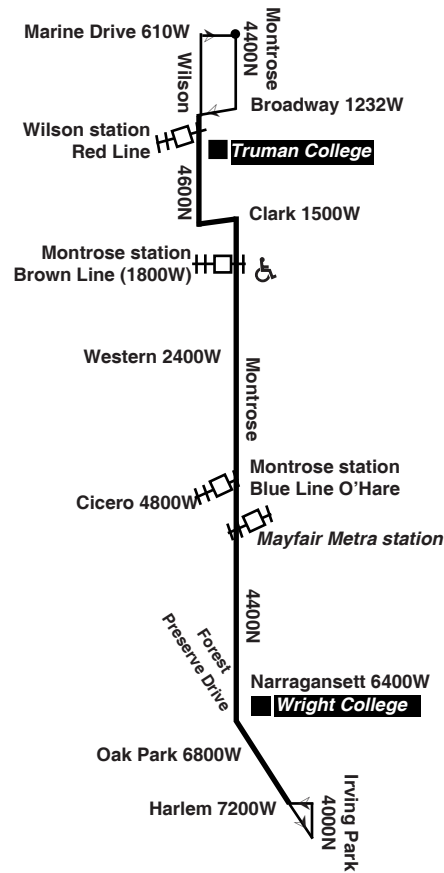 Marine Drive 610W
Montrose
4400N
Wilson
Broadway 1232W
Wilson station
Red Line
Truman College
4600N
Clark 1500W
Montrose station
Brown Line (1800W)
Western 2400W
Montrose
Montrose station
Blue Line O’Hare
Cicero 4800W
Mayfair Metra station
4400N
Forest
Preserve Drive
Narragansett 6400W
Wright College
Oak Park 6800W
Harlem 7200W
Irving Park
4000N